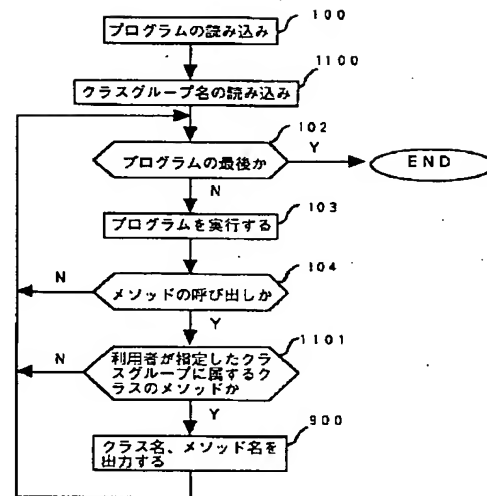 100
プログラムの読み込み
1100
クラスグループ名の読み込み
102
プログラムの最後か
Y
END
N
103
プログラムを実行する
104
N
メソッドの呼び出しか
Y
1101
N
利用者が指定したクラ
スグループに属するク
ラスのメソッドか
Y
900
クラス名、メソッド名を
出力する